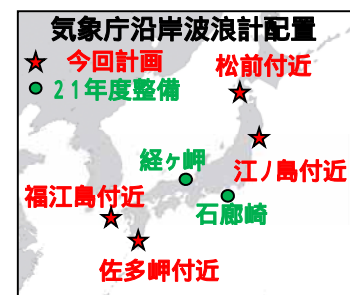 気象庁沿岸波浪計配置
今回計画
21年度整備
松前付近
江ノ島付近
経ヶ岬
石廊崎
福江島付近
佐多岬付近